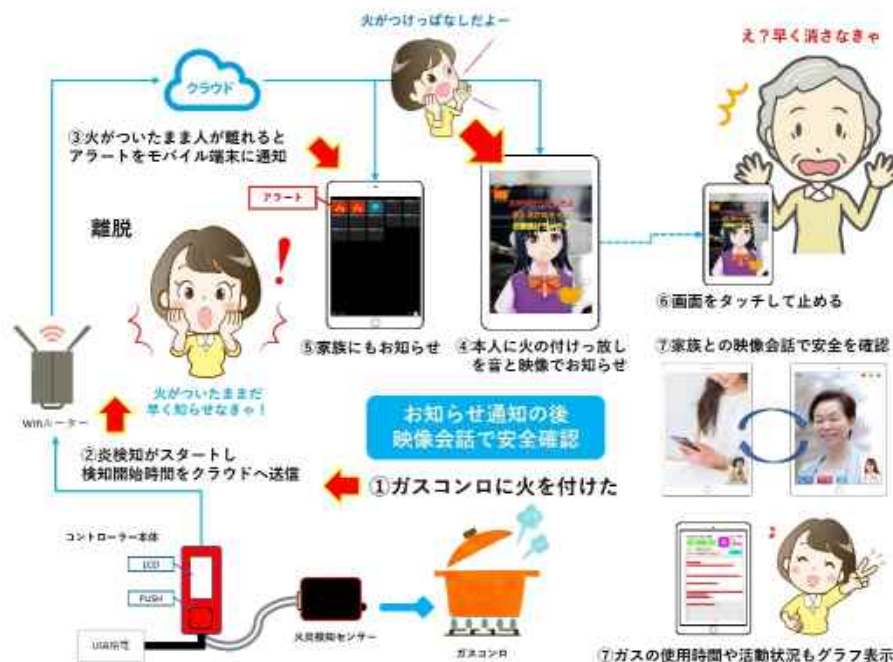 火がつけっぱなしだよー
え？早く消さなきゃ
クラウド
③火がついたまま人が離れると
アラートをモバイル端末に通知
アラート
離脱
⑤家族にもお知らせ
④本人に火の付けっ放し
を音と映像でお知らせ
⑥画面をタッチして止める
⑦家族との映像会話で安全を確認
火がついたままだ
早く知らせなきゃ！
Wifiルーター
お知らせ通知の後
映像会話で安全確認
②炎検知がスタートし
検知開始時間をクラウドへ送信
①ガスコンロに火を付けた
コントローラー本体
LCD
PUSH
USB給電
火炎検知センサー
ガスコンロ
⑦ガスの使用時間や活動状況もグラフ表示